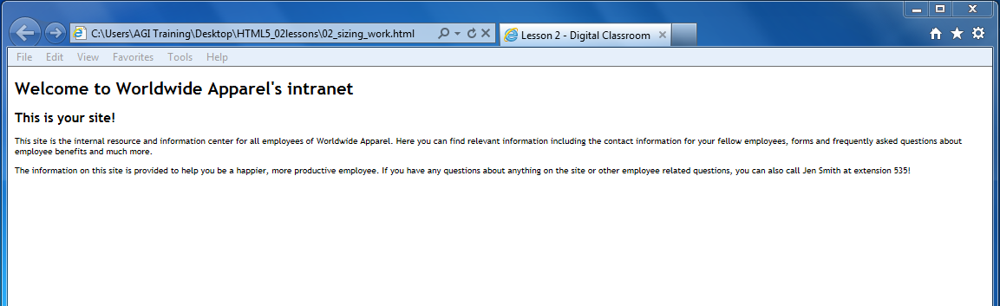 C:\Users\AGI Training\Desktop\HTML5_02lessons\02_sizing_work.html
Lesson 2 - Digital Classroom
File Edit View Favorites Tools Help
Welcome to Worldwide Apparel's intranet
This is your site!
This site is the internal resource and information center for all employees of Worldwide Apparel. Here you can find relevant information including the contact information for your fellow employees, forms and frequently asked questions about
employee benefits and much more.
The information on this site is provided to help you be a happier, more productive employee. If you have any questions about anything on the site or other employee related questions, you can also call Jen Smith at extension 535!